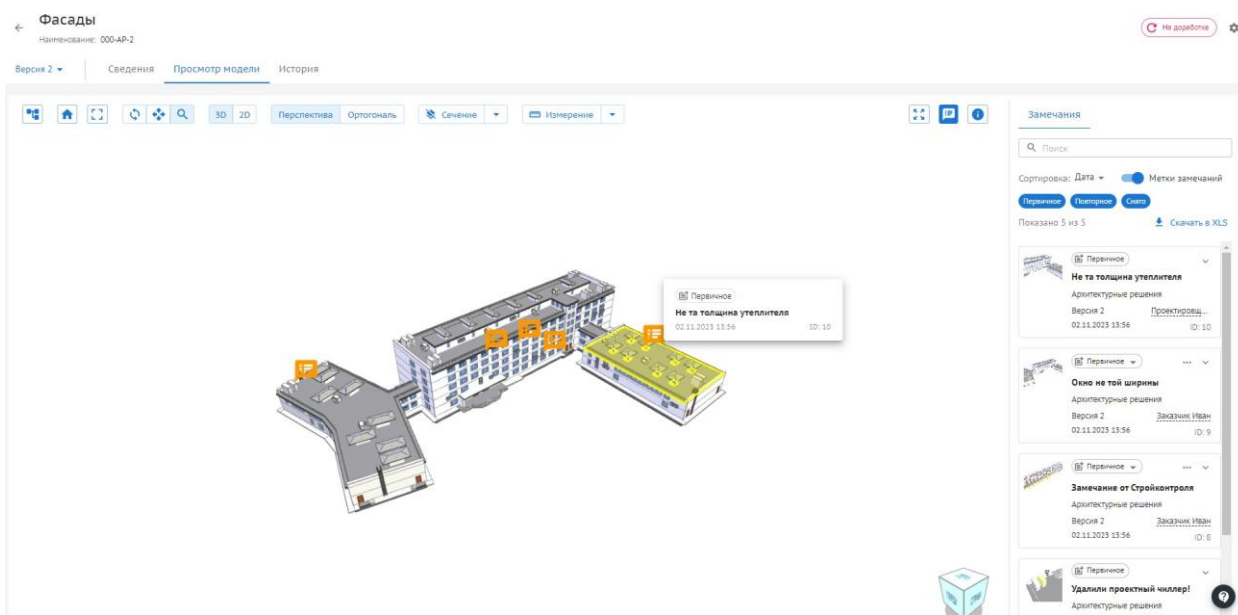 Фасады
Наименование: 000-АР-2
На доработке
Версия 2
Сведения
Просмотр модели
История
3D 2D
Перспектива Ортогональ
Сечение
Измерение
Замечания
Поиск
Сортировка: Дата
Метки замечаний
Первичное Повторное Снято
Показано 5 из 5
Скачать в XLS
Первичное
Не та толщина утеплителя
02.11.2023 13:56 ID: 10
Первичное
Не та толщина утеплителя
Архитектурные решения
Версия 2 Проектировщ...
02.11.2023 13:56 ID: 10
Первичное
Окно не той ширины
Архитектурные решения
Версия 2 Заказчик Иван
02.11.2023 13:56 ID: 9
Первичное
Замечание от Стройконтроля
Архитектурные решения
Версия 2 Заказчик Иван
02.11.2023 13:56 ID: 8
Первичное
Удалили проектный чиллер!
Архитектурные решения